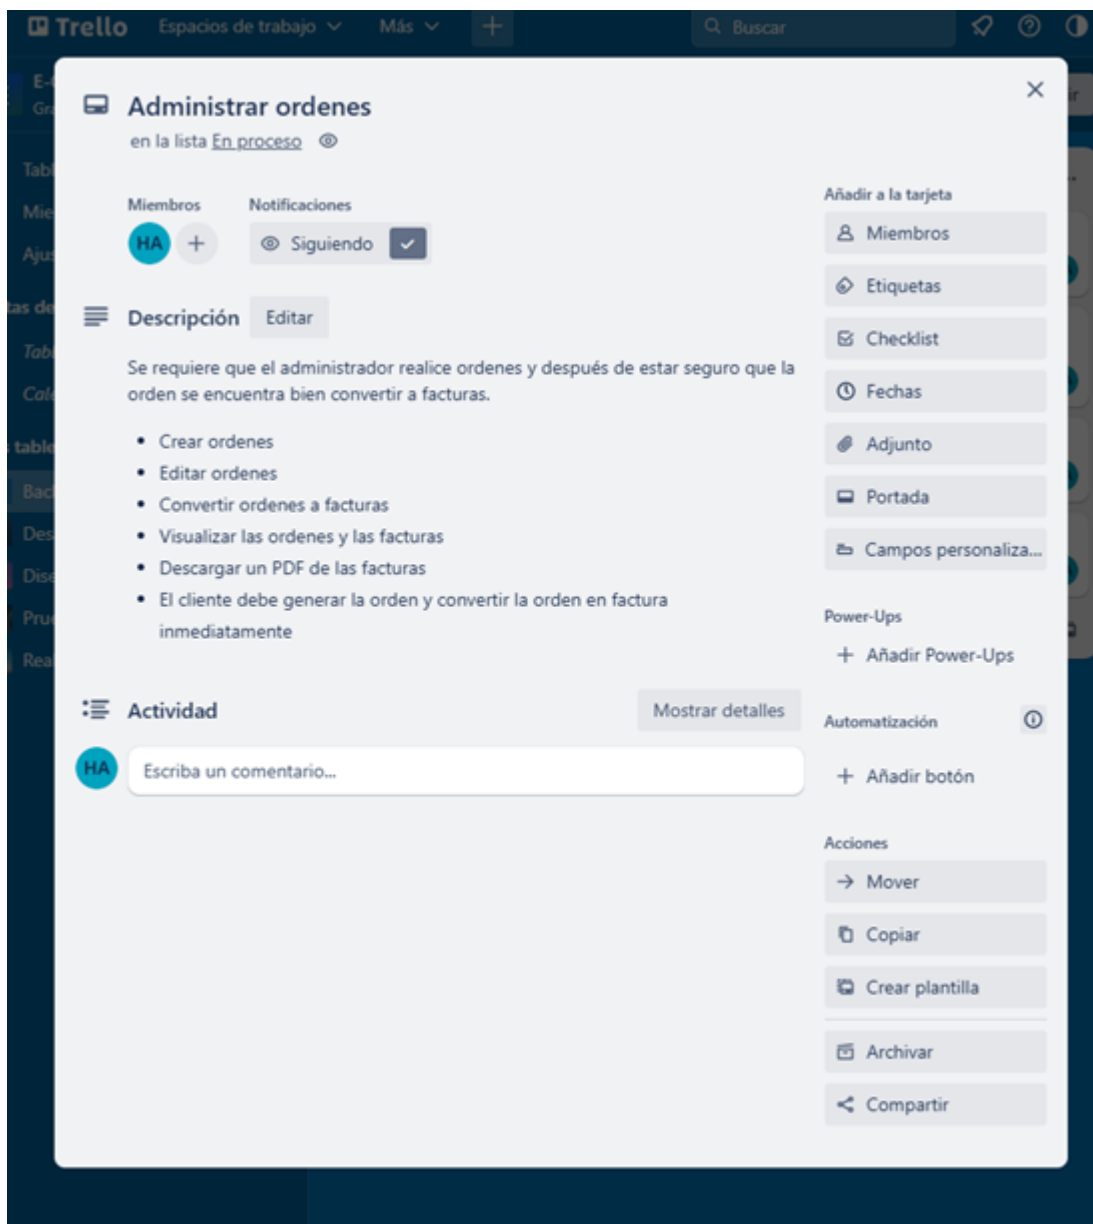 Trello Espacios de trabajo Más Buscar
Administrar ordenes
en la lista En proceso
Miembros Notificaciones
HA Siguiendo
Descripción Editar
Se requiere que el administrador realice ordenes y después de estar seguro que la
orden se encuentra bien convertir a facturas.
• Crear ordenes
• Editar ordenes
• Convertir ordenes a facturas
• Visualizar las ordenes y las facturas
• Descargar un PDF de las facturas
• El cliente debe generar la orden y convertir la orden en factura
inmediatamente
Actividad Mostrar detalles
HA Escriba un comentario...
Añadir a la tarjeta
Miembros
Etiquetas
Checklist
Fechas
Adjunto
Portada
Campos personaliza...
Power-Ups
+ Añadir Power-Ups
Automatización
+ Añadir botón
Acciones
Mover
Copiar
Crear plantilla
Archivar
Compartir